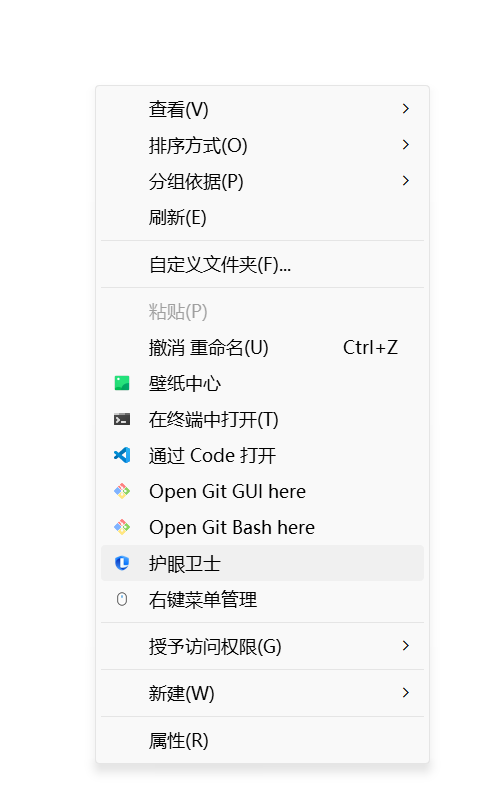 查看(V)
排序方式(O)
分组依据(P)
刷新(E)
自定义文件夹(F)...
粘贴(P)
撤消 重命名(U) Ctrl+Z
壁纸中心
在终端中打开(T)
通过 Code 打开
Open Git GUI here
Open Git Bash here
护眼卫士
右键菜单管理
授予访问权限(G)
新建(W)
属性(R)